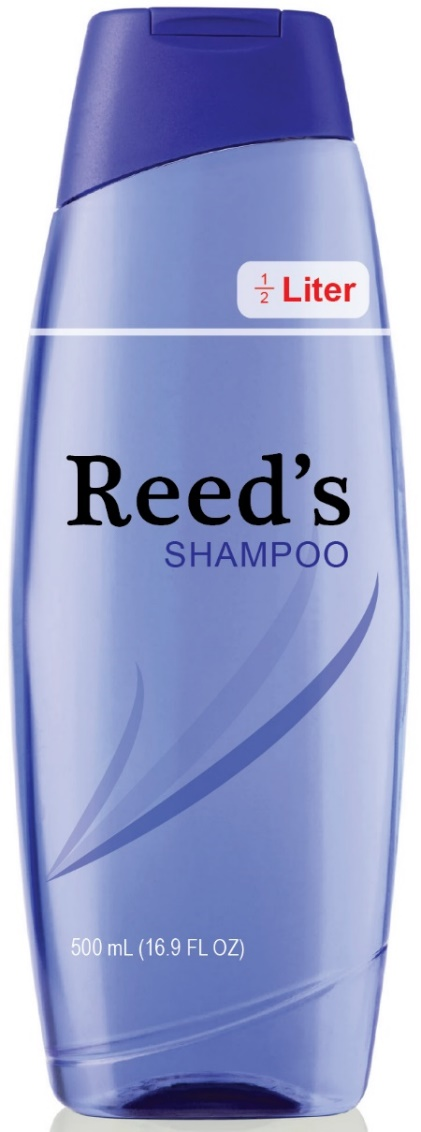 ½ Liter
Reed's
SHAMPOO
500 mL (16.9 FL OZ)